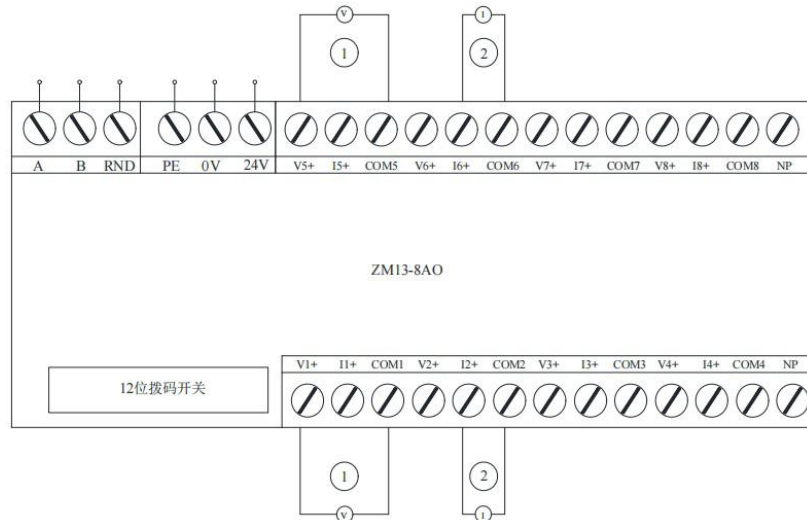 V I
1 2
A B RND PE 0V 24V V5+ I5+ COM5 V6+ I6+ COM6 V7+ I7+ COM7 V8+ I8+ COM8 NP
ZM13-8AO
V1+ I1+ COM1 V2+ I2+ COM2 V3+ I3+ COM3 V4+ I4+ COM4 NP
12位拨码开关
1 2
V I